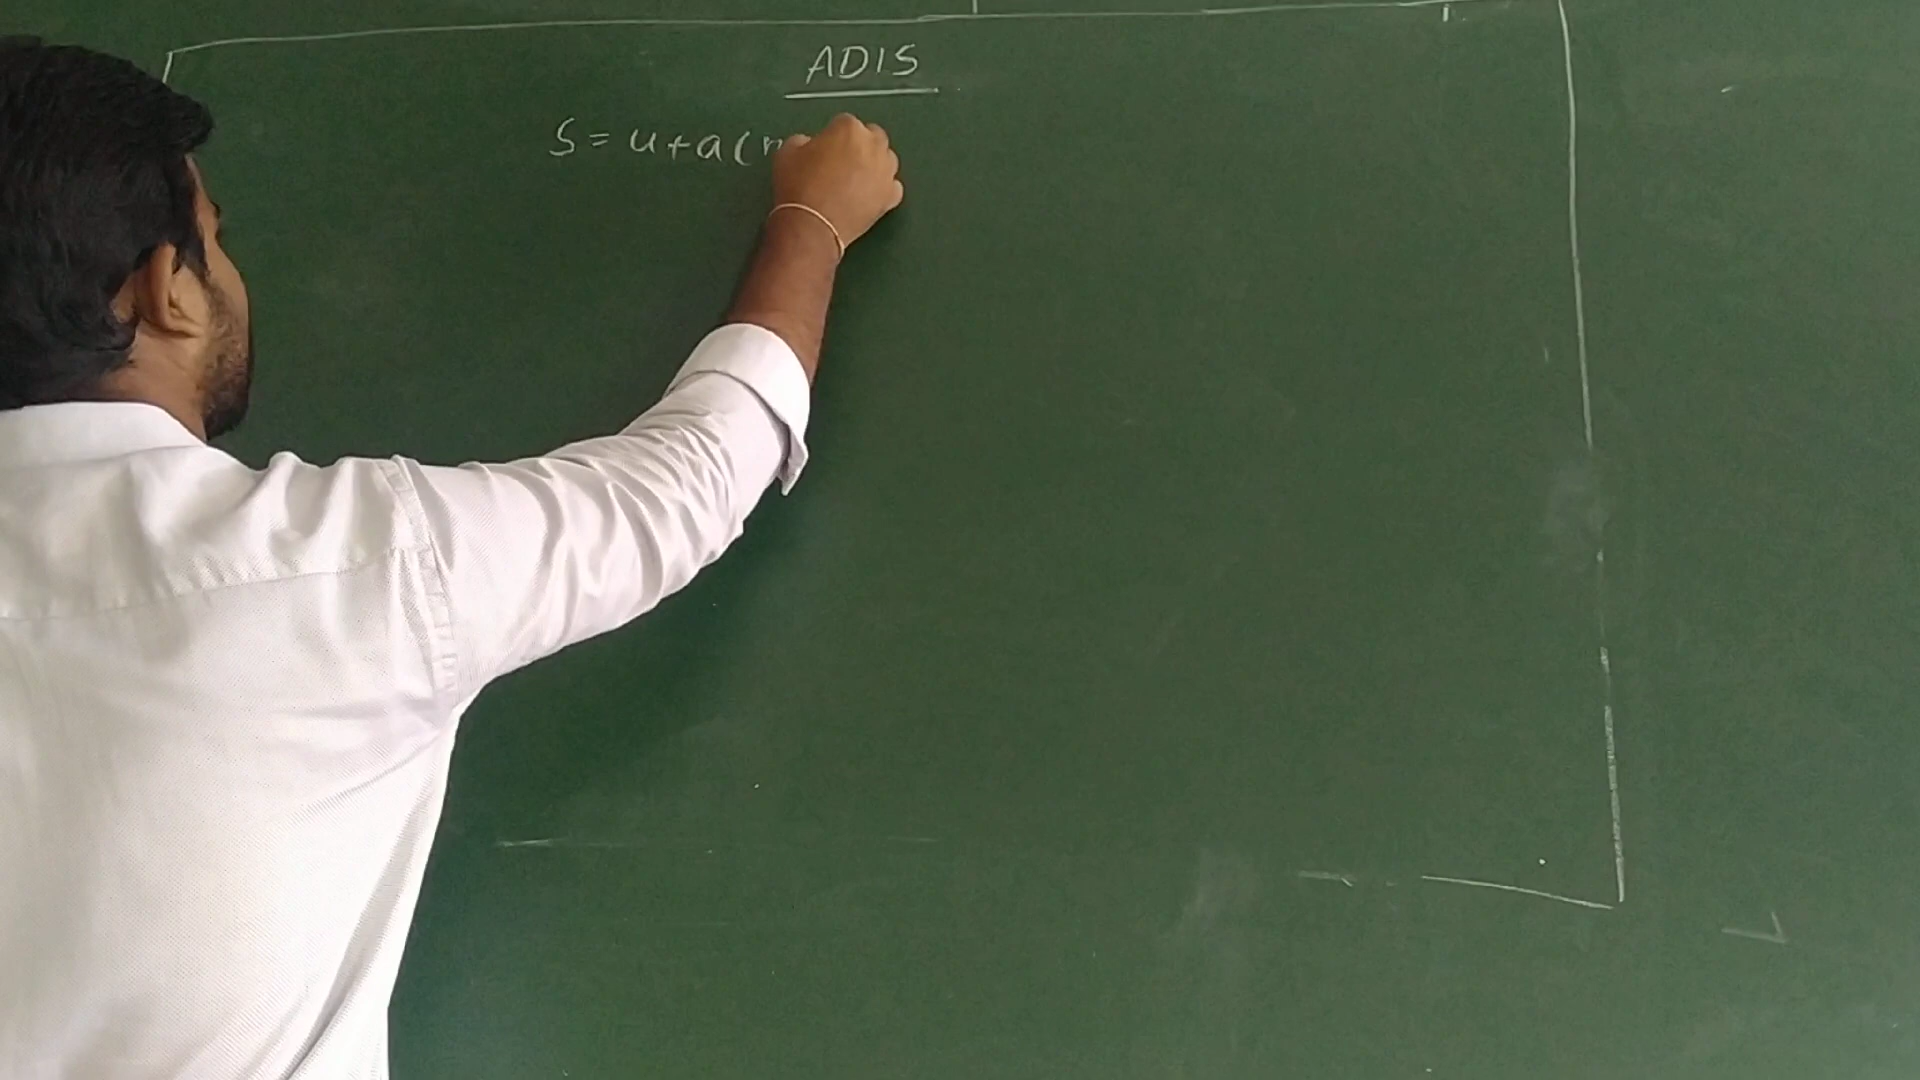 ADIS
S = u + a (n